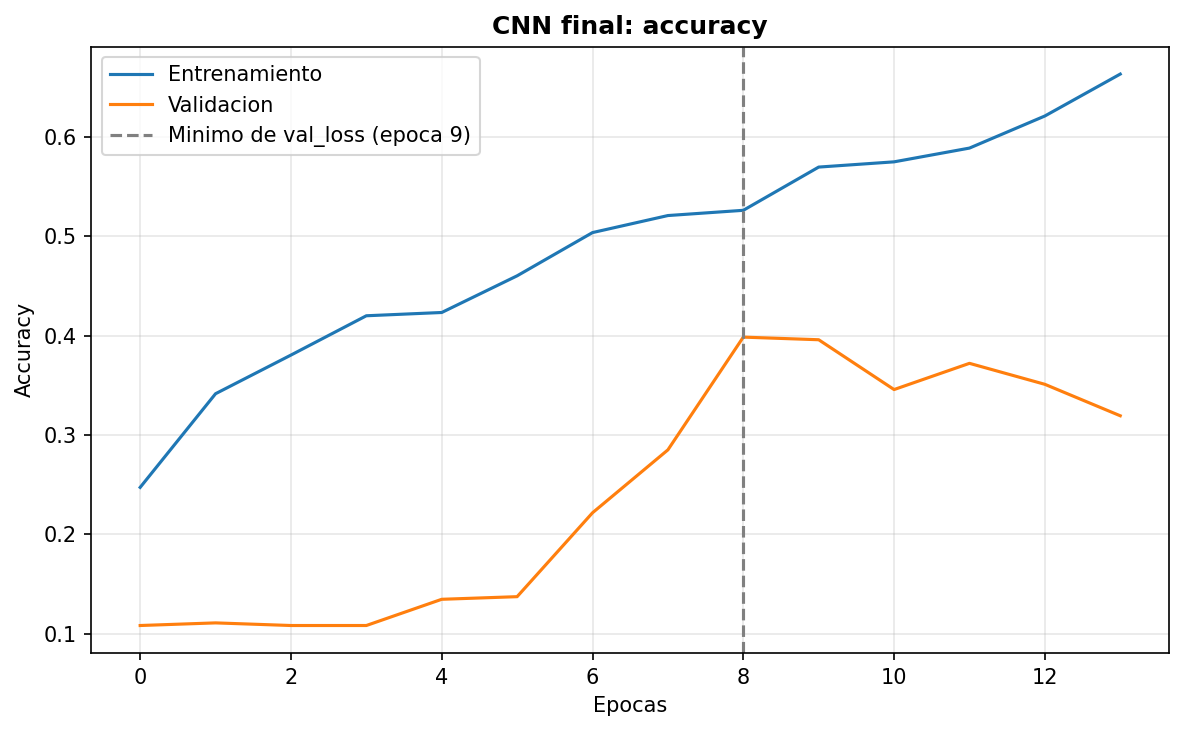 CNN final: accuracy
Entrenamiento
Validacion
Minimo de val_loss (epoca 9)
Accuracy
0.6
0.5
0.4
0.3
0.2
0.1
0 2 4 6 8 10 12
Epocas